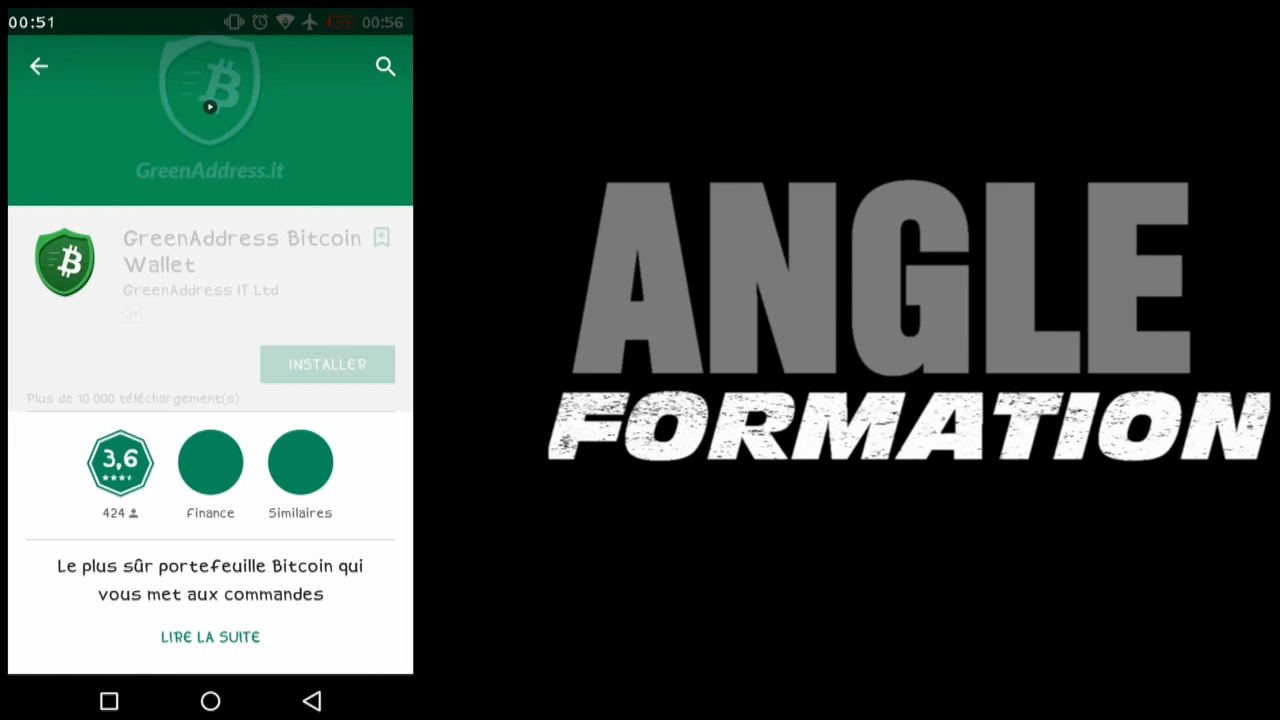 00:51
00:56
GreenAddress.it
GreenAddress Bitcoin
Wallet
GreenAddress IT Ltd
3+
INSTALLER
Plus de 10 000 téléchargement(s)
3,6
424
Finance
Similaires
Le plus sûr portefeuille Bitcoin qui
vous met aux commandes
LIRE LA SUITE
ANGLE
FORMATION